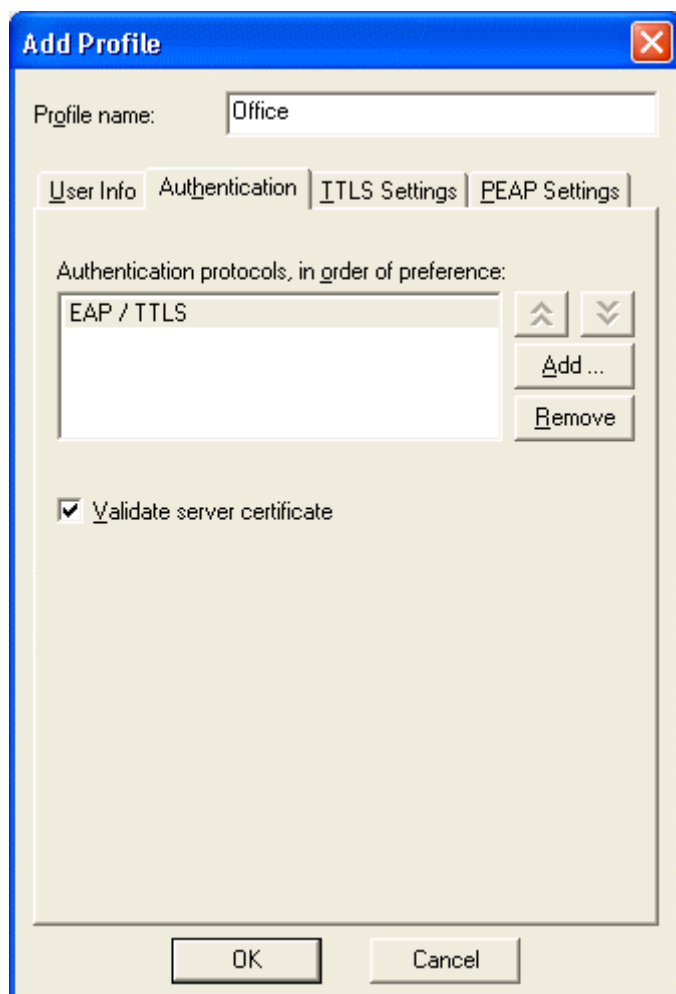 Add Profile
Profile name: Office
User Info Authentication TTLS Settings PEAP Settings
Authentication protocols, in order of preference:
EAP / TTLS
Add ...
Remove
Validate server certificate
OK Cancel